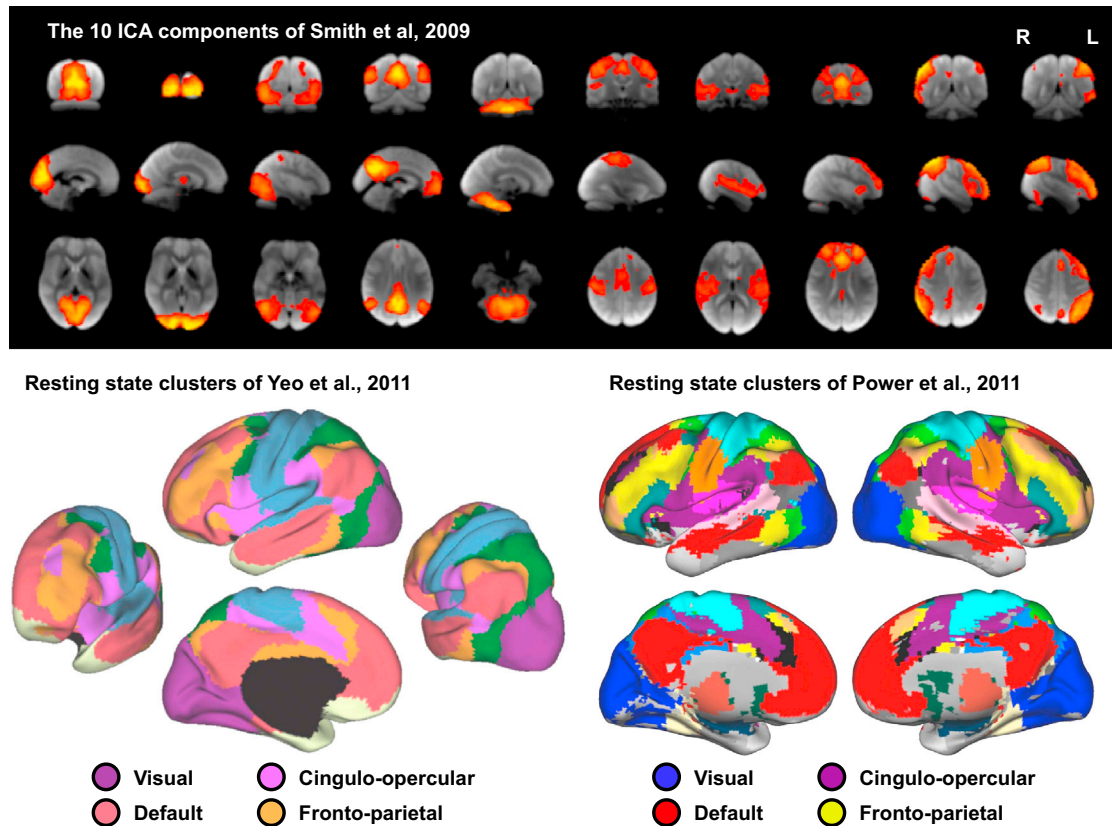 The 10 ICA components of Smith et al, 2009
R L
Resting state clusters of Yeo et al., 2011
Resting state clusters of Power et al., 2011
Visual
Cingulo-opercular
Default
Fronto-parietal
Visual
Cingulo-opercular
Default
Fronto-parietal